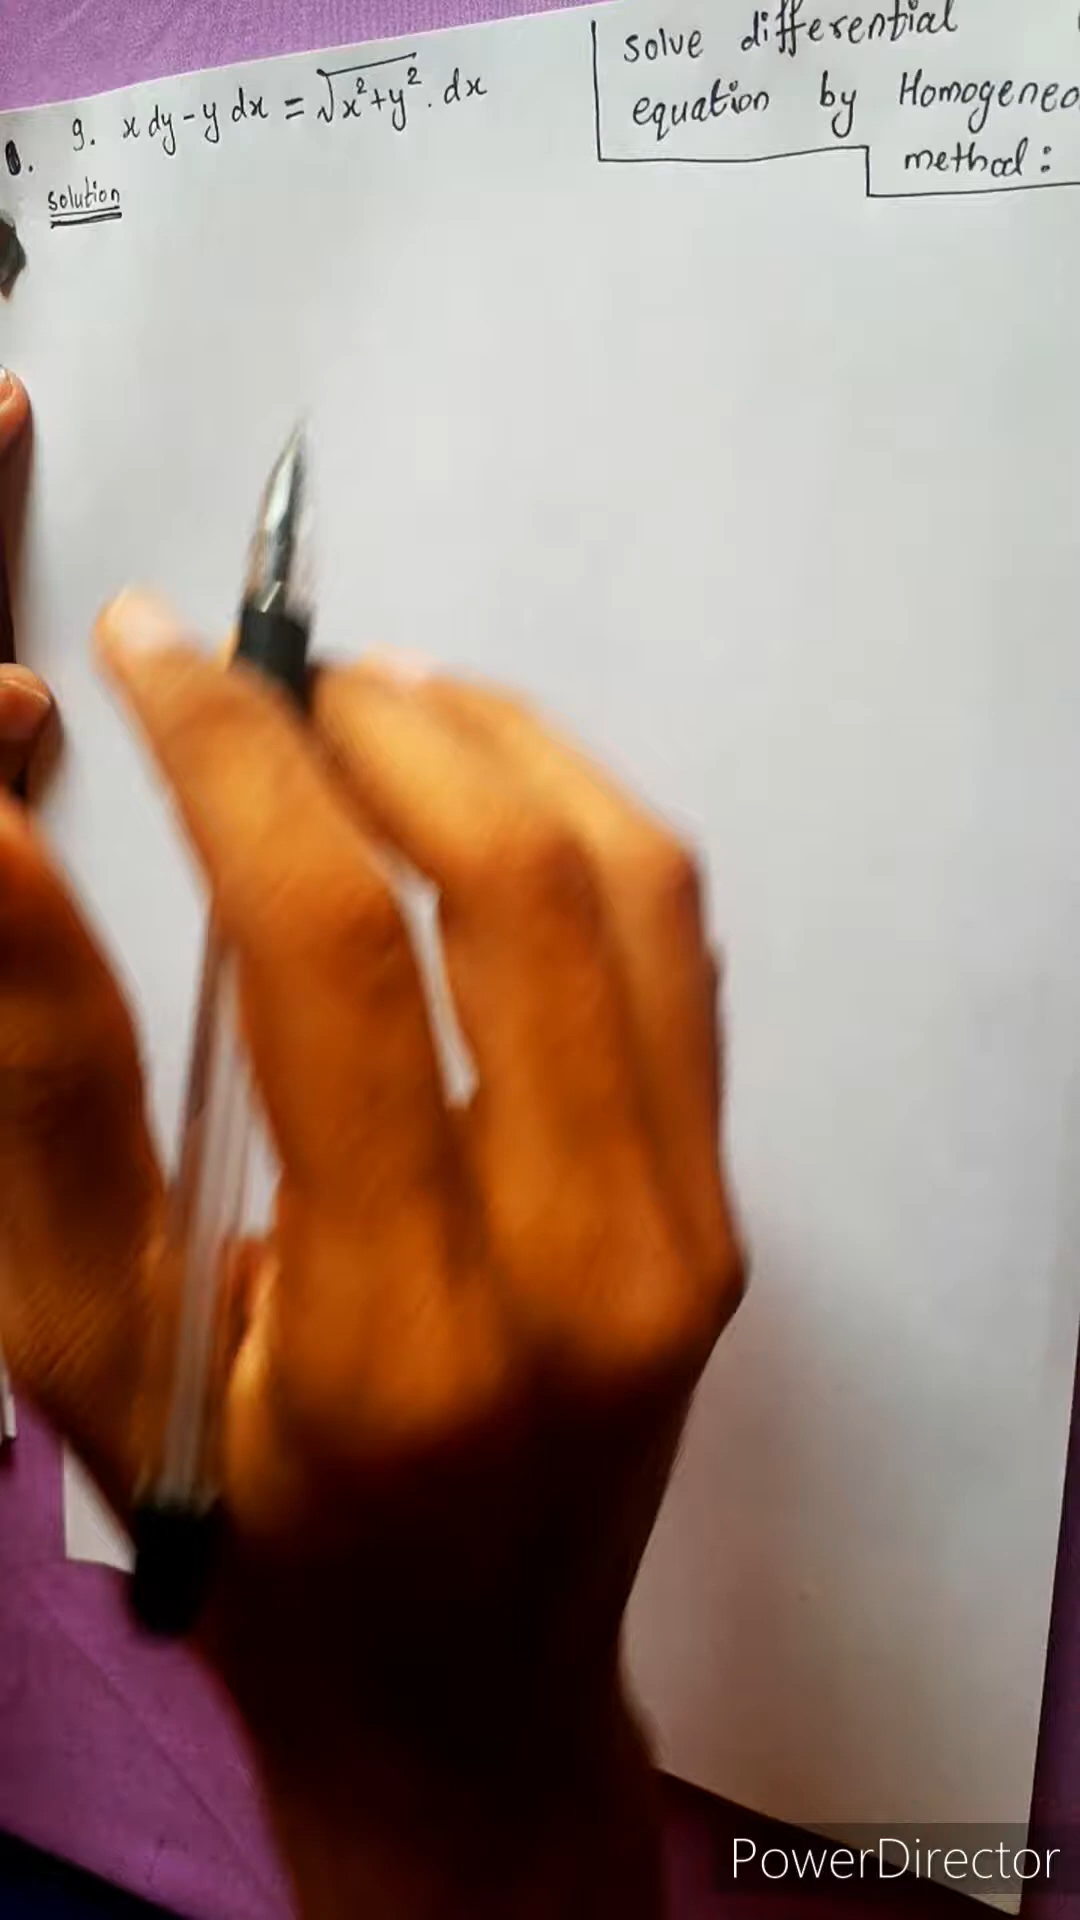 9. x dy - y dx = √x²+y² . dx
solution
solve differential
equation by Homogeneo
method :
PowerDirector